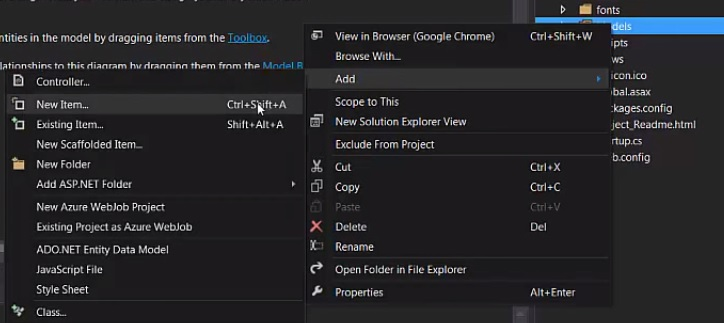 fonts
Models
ntities in the model by dragging items from the Toolbox.
View in Browser (Google Chrome) Ctrl+Shift+W
Browse With...
elationships to this diagram by dragging them from the Model B
Add
Controller...
New Item... Ctrl+Shift+A
Existing Item... Shift+Alt+A
New Scaffolded Item...
New Folder
Add ASP.NET Folder
New Azure WebJob Project
Existing Project as Azure WebJob
ADO.NET Entity Data Model
JavaScript File
Style Sheet
Class...
Scope to This
New Solution Explorer View
Exclude From Project
Cut Ctrl+X
Copy Ctrl+C
Paste Ctrl+V
Delete Del
Rename
Open Folder in File Explorer
Properties Alt+Enter
ipts
ws
icon.ico
bal.asax
ckages.config
ject_Readme.html
rtup.cs
b.config